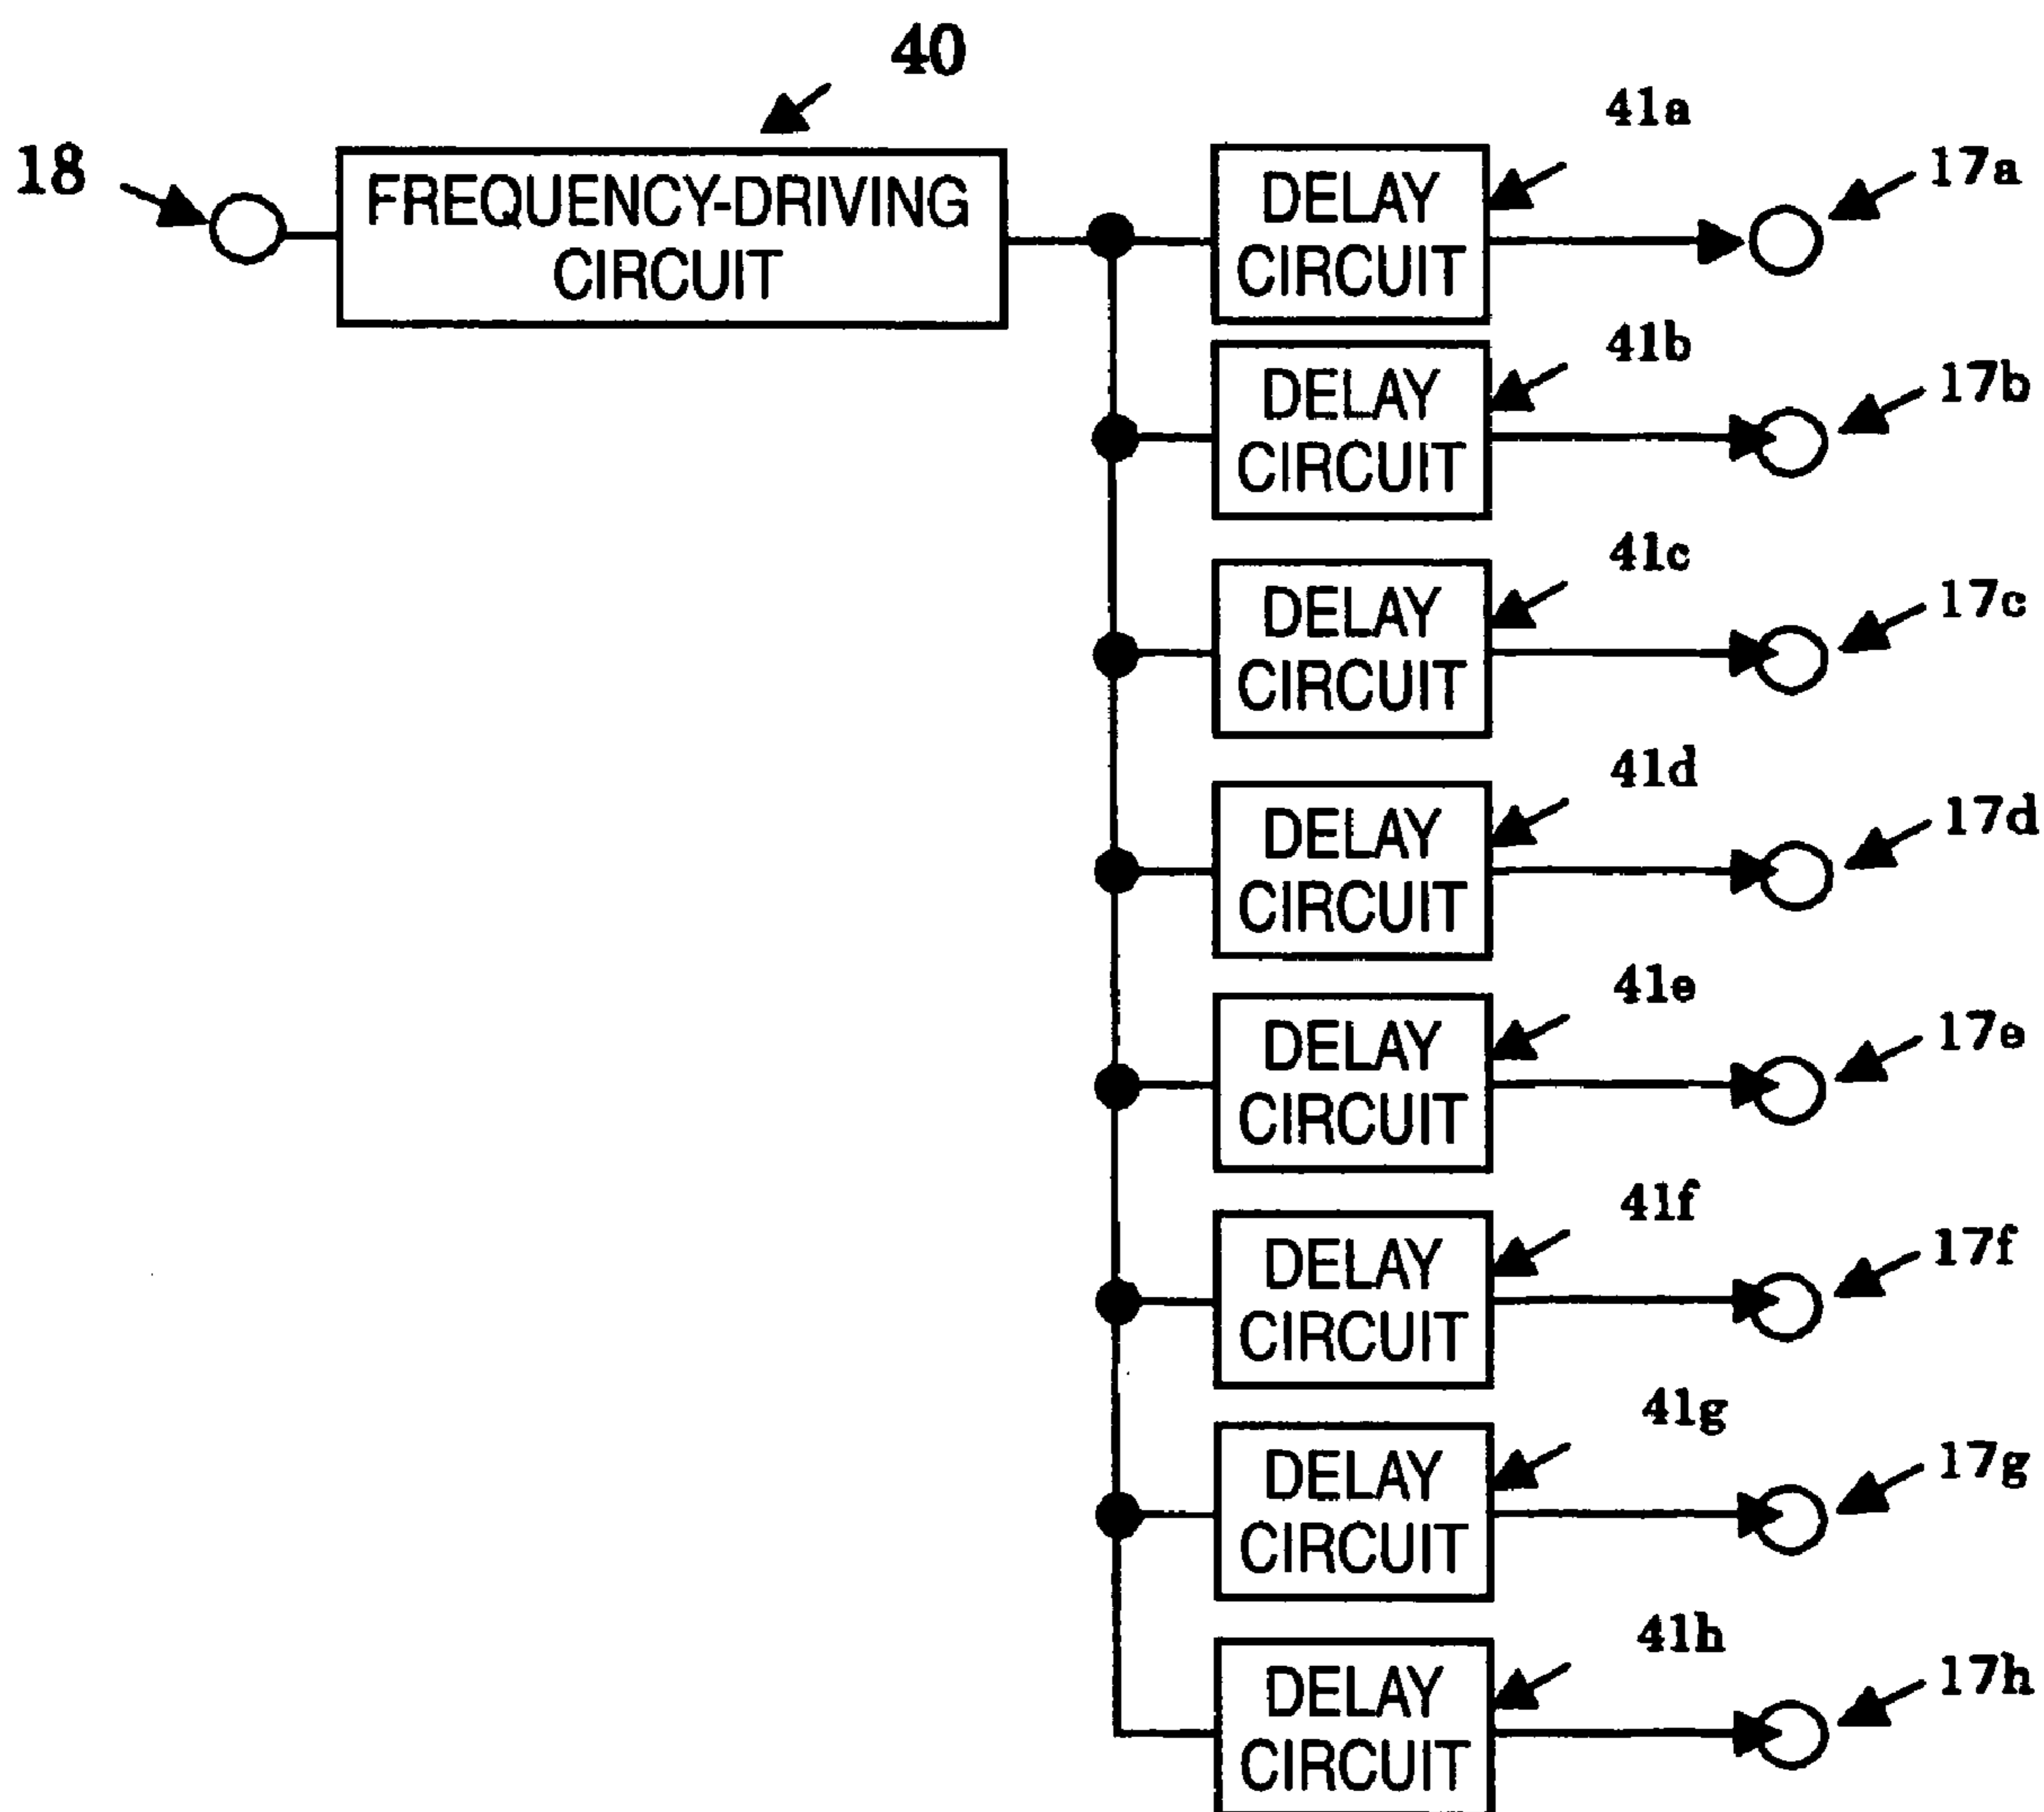 40
18
FREQUENCY-DRIVING
CIRCUIT
41a
DELAY
CIRCUIT
17a
41b
DELAY
CIRCUIT
17b
41c
DELAY
CIRCUIT
17c
41d
DELAY
CIRCUIT
17d
41e
DELAY
CIRCUIT
17e
41f
DELAY
CIRCUIT
17f
41g
DELAY
CIRCUIT
17g
41h
DELAY
CIRCUIT
17h